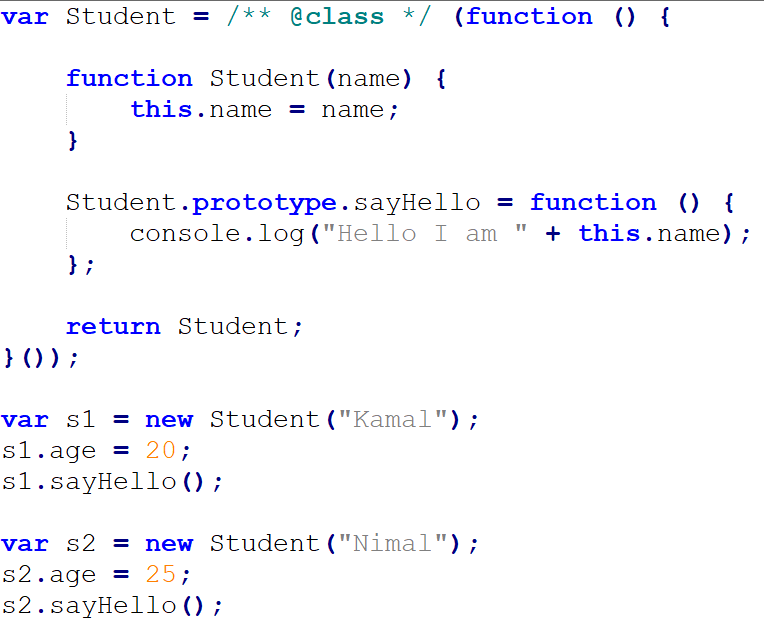 var Student = /** @class */ (function () {
    function Student(name) {
        this.name = name;
    }
    Student.prototype.sayHello = function () {
        console.log("Hello I am " + this.name);
    };
    return Student;
}());
var s1 = new Student("Kamal");
s1.age = 20;
s1.sayHello();
var s2 = new Student("Nimal");
s2.age = 25;
s2.sayHello();